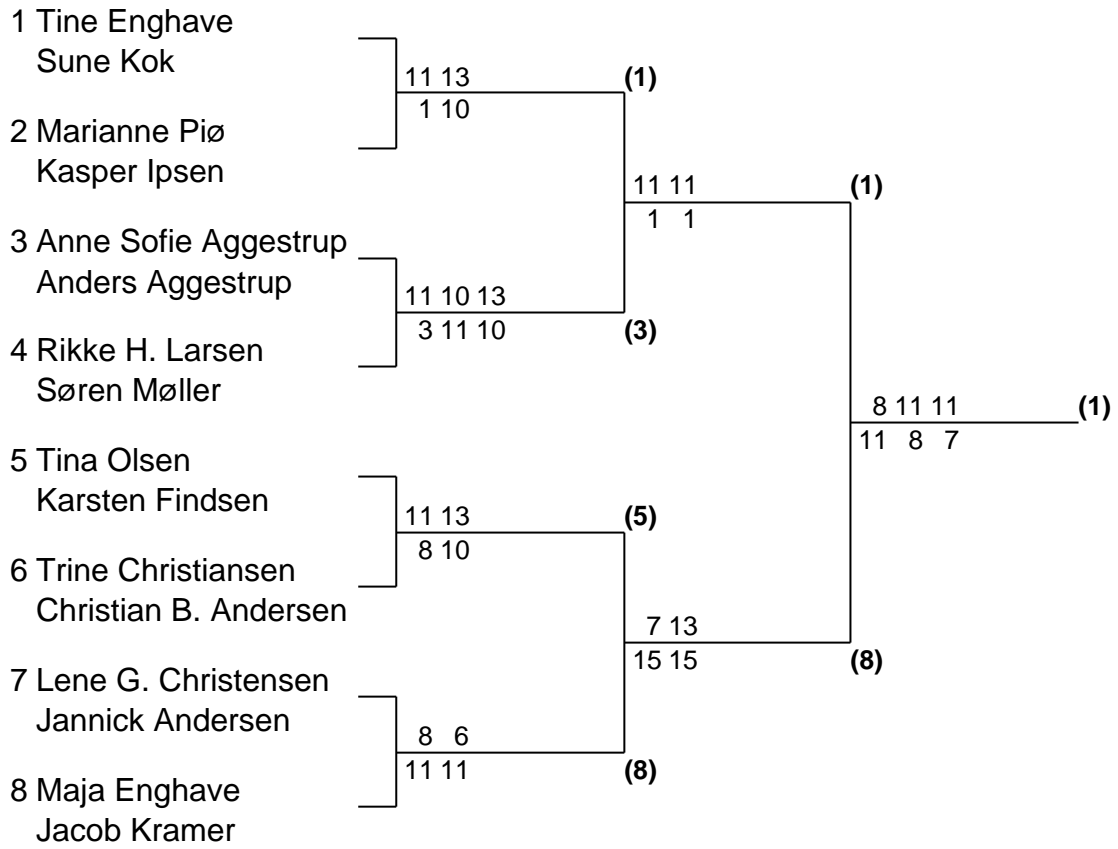 1 Tine Enghave
Sune Kok
11 13
(1)
1 10
2 Marianne Piø
Kasper Ipsen
11 11
(1)
1 1
3 Anne Sofie Aggestrup
Anders Aggestrup
11 10 13
3 11 10
(3)
4 Rikke H. Larsen
Søren Møller
8 11 11
(1)
11 8 7
5 Tina Olsen
Karsten Findsen
11 13
(5)
8 10
6 Trine Christiansen
Christian B. Andersen
7 13
15 15
(8)
7 Lene G. Christensen
Jannick Andersen
8 6
11 11
(8)
8 Maja Enghave
Jacob Kramer